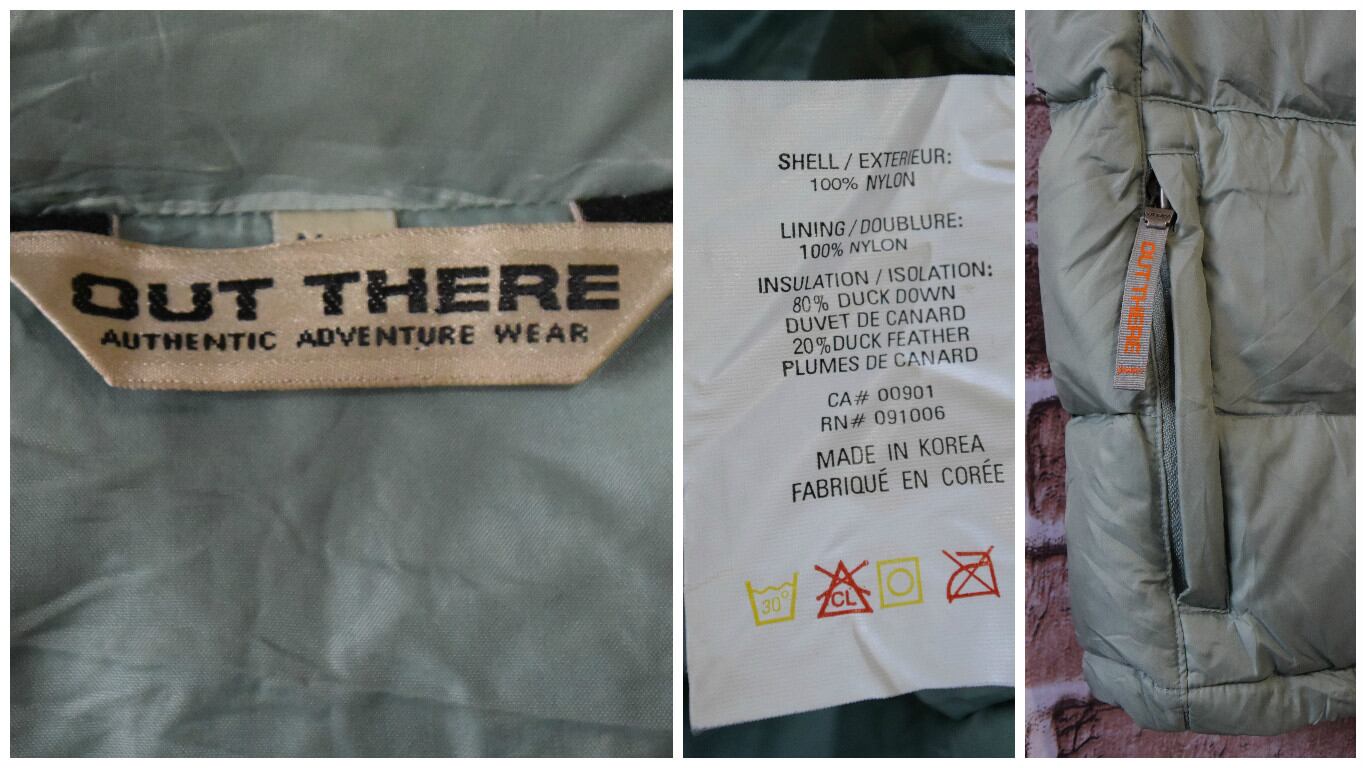 OUT THERE
AUTHENTIC ADVENTURE WEAR
SHELL / EXTERIEUR:
100% NYLON
LINING / DOUBLURE:
100% NYLON
INSULATION / ISOLATION:
80% DUCK DOWN
DUVET DE CANARD
20% DUCK FEATHER
PLUMES DE CANARD
CA# 00901
RN# 091006
MADE IN KOREA
FABRIQUÉ EN CORÉE
30°
CL
OUT THERE